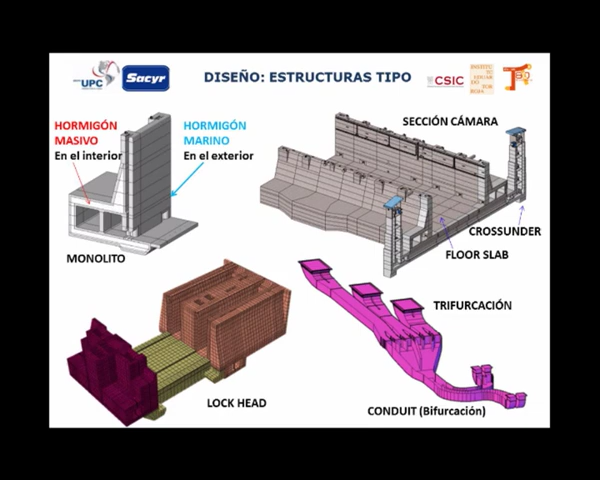 UPC
Sacyr
DISEÑO: ESTRUCTURAS TIPO
CSIC
HORMIGÓN
MASIVO
En el interior
HORMIGÓN
MARINO
En el exterior
MONOLITO
SECCIÓN CÁMARA
CROSSUNDER
FLOOR SLAB
LOCK HEAD
TRIFURCACIÓN
CONDUIT (Bifurcación)